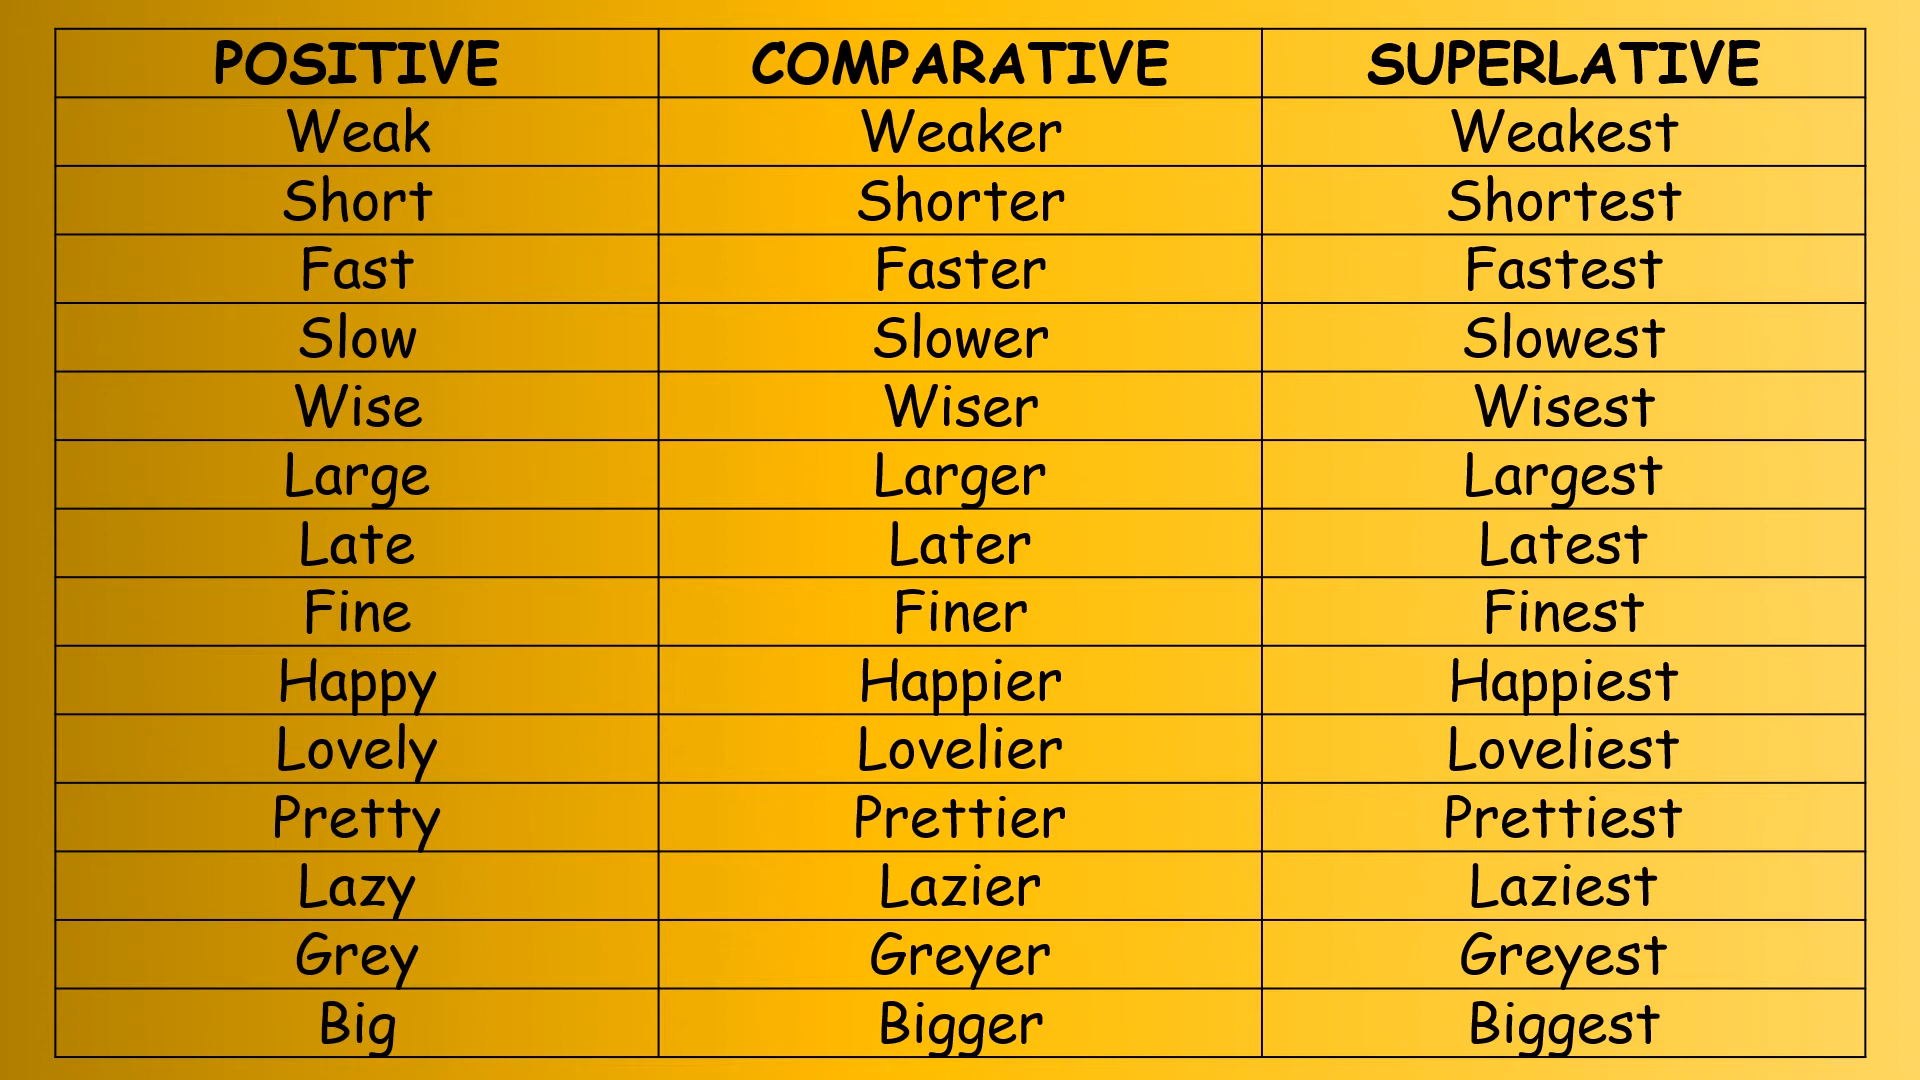 POSITIVE COMPARATIVE SUPERLATIVE
Weak Weaker Weakest
Short Shorter Shortest
Fast Faster Fastest
Slow Slower Slowest
Wise Wiser Wisest
Large Larger Largest
Late Later Latest
Fine Finer Finest
Happy Happier Happiest
Lovely Lovelier Loveliest
Pretty Prettier Prettiest
Lazy Lazier Laziest
Grey Greyer Greyest
Big Bigger Biggest